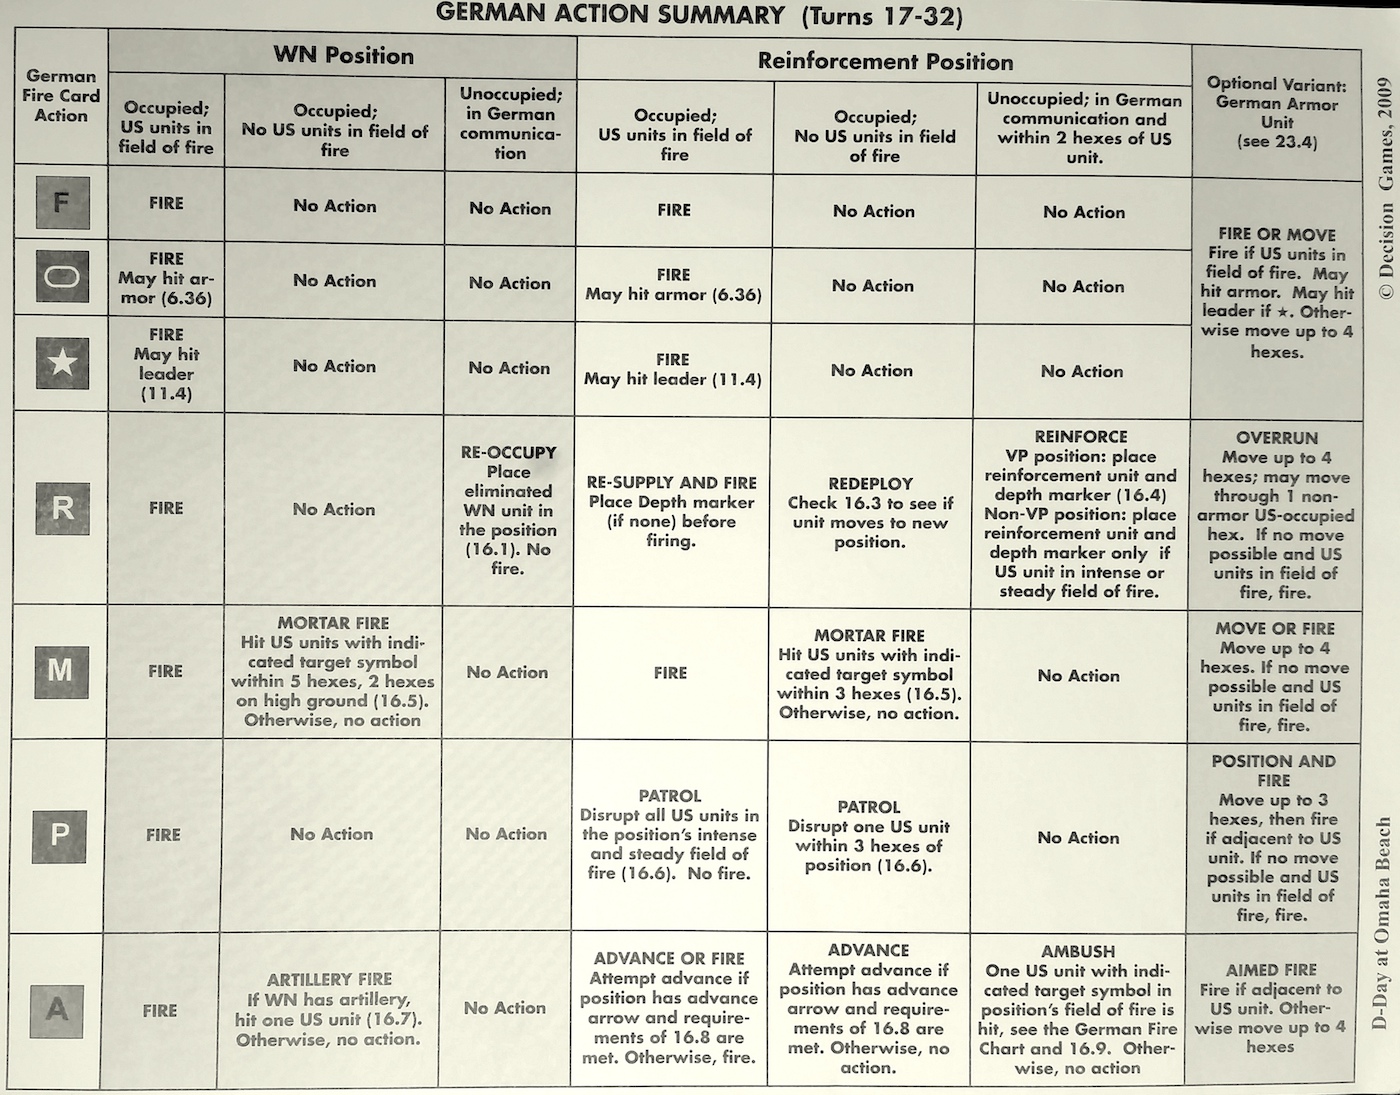 GERMAN ACTION SUMMARY (Turns 17-32)
German
Fire Card
Action
WN Position
Reinforcement Position
Optional Variant:
German Armor
Unit
(see 23.4)
Occupied;
US units in
field of fire
Occupied;
No US units in field of
fire
Unoccupied;
in German
communica-
tion
Occupied;
US units in field of
fire
Occupied;
No US units in field
of fire
Unoccupied; in German
communication and
within 2 hexes of US
unit.
F
FIRE
No Action
No Action
FIRE
No Action
No Action
FIRE OR MOVE
Fire if US units in
field of fire. May
hit armor. May hit
leader if ★. Other-
wise move up to 4
hexes.
FIRE
May hit ar-
mor (6.36)
No Action
No Action
FIRE
May hit armor (6.36)
No Action
No Action
★
FIRE
May hit
leader
(11.4)
No Action
No Action
FIRE
May hit leader (11.4)
No Action
No Action
R
FIRE
No Action
RE-OCCUPY
Place
eliminated
WN unit in
the position
(16.1). No
fire.
RE-SUPPLY AND FIRE
Place Depth marker
(if none) before
firing.
REDEPLOY
Check 16.3 to see if
unit moves to new
position.
REINFORCE
VP position: place
reinforcement unit and
depth marker (16.4)
Non-VP position: place
reinforcement unit and
depth marker only if
US unit in intense or
steady field of fire.
OVERRUN
Move up to 4
hexes; may move
through 1 non-
armor US-occupied
hex. If no move
possible and US
units in field of
fire, fire.
M
FIRE
MORTAR FIRE
Hit US units with indi-
cated target symbol
within 5 hexes, 2 hexes
on high ground (16.5).
Otherwise, no action
No Action
FIRE
MORTAR FIRE
Hit US units with indi-
cated target symbol
within 3 hexes (16.5).
Otherwise, no action.
No Action
MOVE OR FIRE
Move up to 4
hexes. If no move
possible and US
units in field of
fire, fire.
P
FIRE
No Action
No Action
PATROL
Disrupt all US units in
the position's intense
and steady field of
fire (16.6). No fire.
PATROL
Disrupt one US unit
within 3 hexes of
position (16.6).
No Action
POSITION AND
FIRE
Move up to 3
hexes, then fire
if adjacent to US
unit. If no move
possible and US
units in field of
fire, fire.
A
FIRE
ARTILLERY FIRE
If WN has artillery,
hit one US unit (16.7).
Otherwise, no action.
No Action
ADVANCE OR FIRE
Attempt advance if
position has advance
arrow and require-
ments of 16.8 are
met. Otherwise, fire.
ADVANCE
Attempt advance if
position has advance
arrow and require-
ments of 16.8 are
met. Otherwise, no
action.
AMBUSH
One US unit with indi-
cated target symbol in
position's field of fire is
hit, see the German Fire
Chart and 16.9. Other-
wise, no action
AIMED FIRE
Fire if adjacent to
US unit. Other-
wise move up to 4
hexes
© Decision Games, 2009
D-Day at Omaha Beach